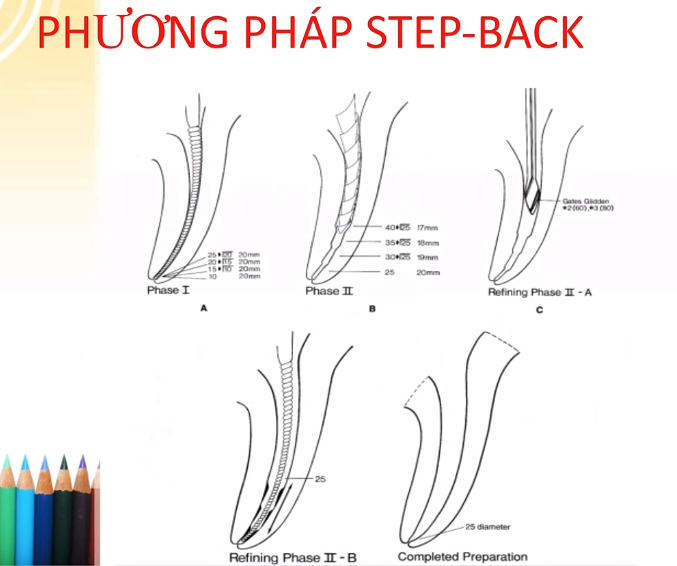 PHƯƠNG PHÁP STEP-BACK
25♦20 20mm
20♦15 20mm
15♦10 20mm
10 20mm
Phase I
A
40♦25 17mm
35♦25 18mm
30♦25 19mm
25 20mm
Phase II
B
Gates Glidden
#2(60),#3(80)
Refining Phase II - A
C
25
Refining Phase II - B
25 diameter
Completed Preparation